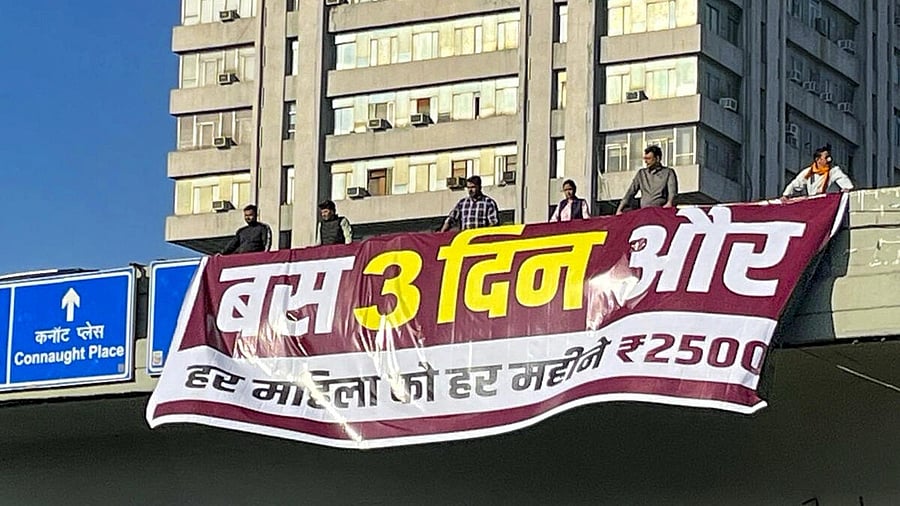 बस 3 दिन और
हर महिला को हर महीने ₹2500
कनॉट प्लेस
Connaught Place